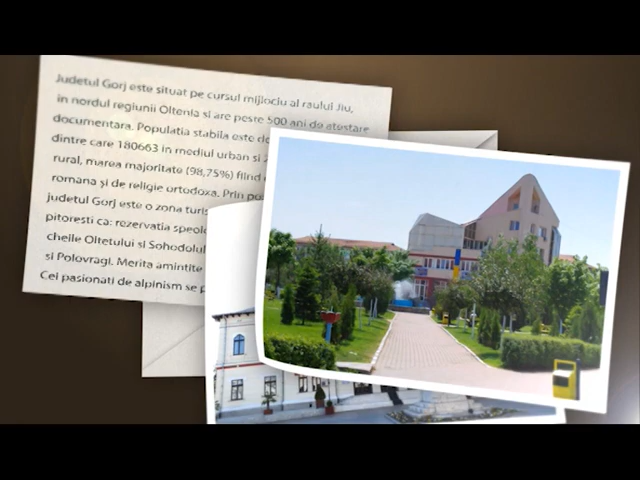 Judetul Gorj este situat pe cursul mijlociu al raului Jiu,
in nordul regiunii Oltenia si are peste 500 ani de atestare
documentara. Populatia stabila este de
dintre care 180663 in mediul urban si 2
rural, marea majoritate (98,75%) fiind
romana și de religie ortodoxa. Prin
judetul Gorj este o zona
pitoresti ca: rezervatia
cheile Oltetului si Sohodolul
si Polovragi. Merita amintite
Cei pasionati de alpinism se p